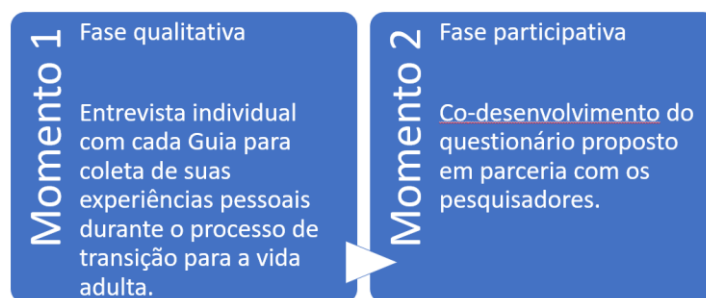 Momento 1
Fase qualitativa
Entrevista individual
com cada Guia para
coleta de suas
experiências pessoais
durante o processo de
transição para a vida
adulta.
Momento 2
Fase participativa
Co-desenvolvimento do
questionário proposto
em parceria com os
pesquisadores.